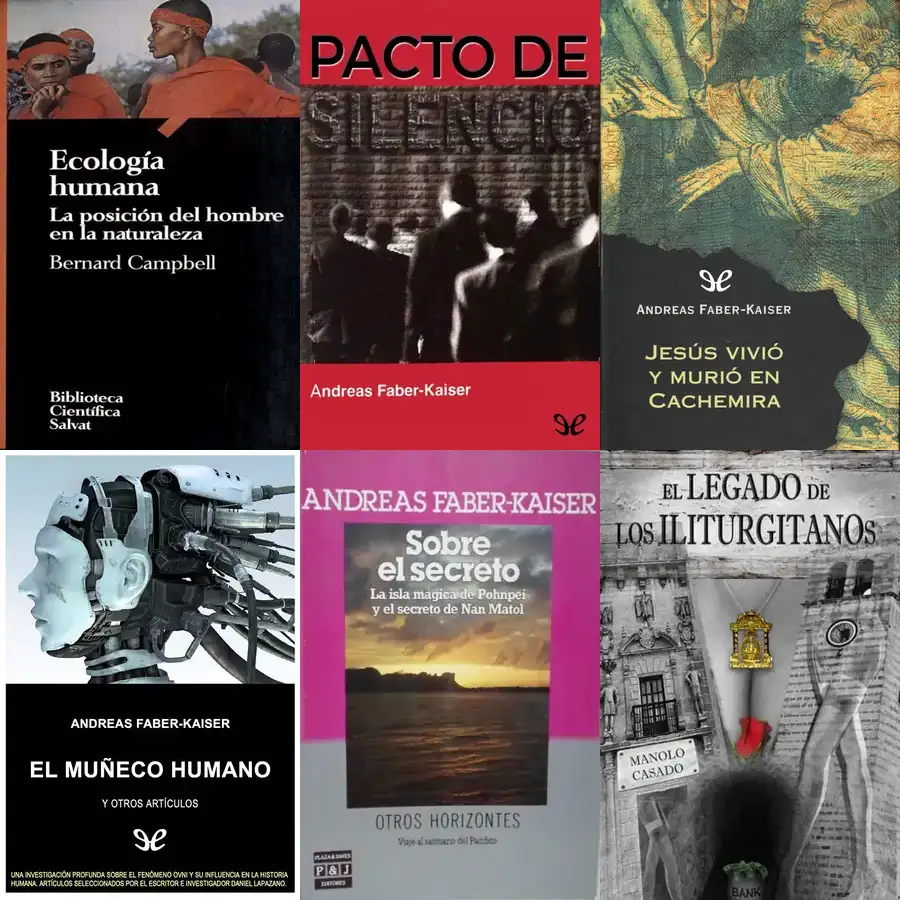 Ecología
humana
La posición del hombre
en la naturaleza
Bernard Campbell
Biblioteca
Científica
Salvat
PACTO DE
SILENCIO
Andreas Faber-Kaiser
ANDREAS FABER-KAISER
JESÚS VIVIÓ
Y MURIÓ EN
CACHEMIRA
ANDREAS FABER-KAISER
EL MUÑECO HUMANO
Y OTROS ARTÍCULOS
UNA INVESTIGACIÓN PROFUNDA SOBRE EL FENÓMENO OVNI Y SU INFLUENCIA EN LA HISTORIA
HUMANA. ARTÍCULOS SELECCIONADOS POR EL ESCRITOR E INVESTIGADOR DANIEL LAPAZANO.
ANDREAS FABER-KAISER
Sobre
el secreto
La isla mágica de Pohnpei
y el secreto de Nan Matol
OTROS HORIZONTES
Viaje al santuario del Pacífico
PLAZA & JANES
P&J
EDITORES
EL LEGADO DE
LOS ILITURGITANOS
MANOLO
CASADO
BANK